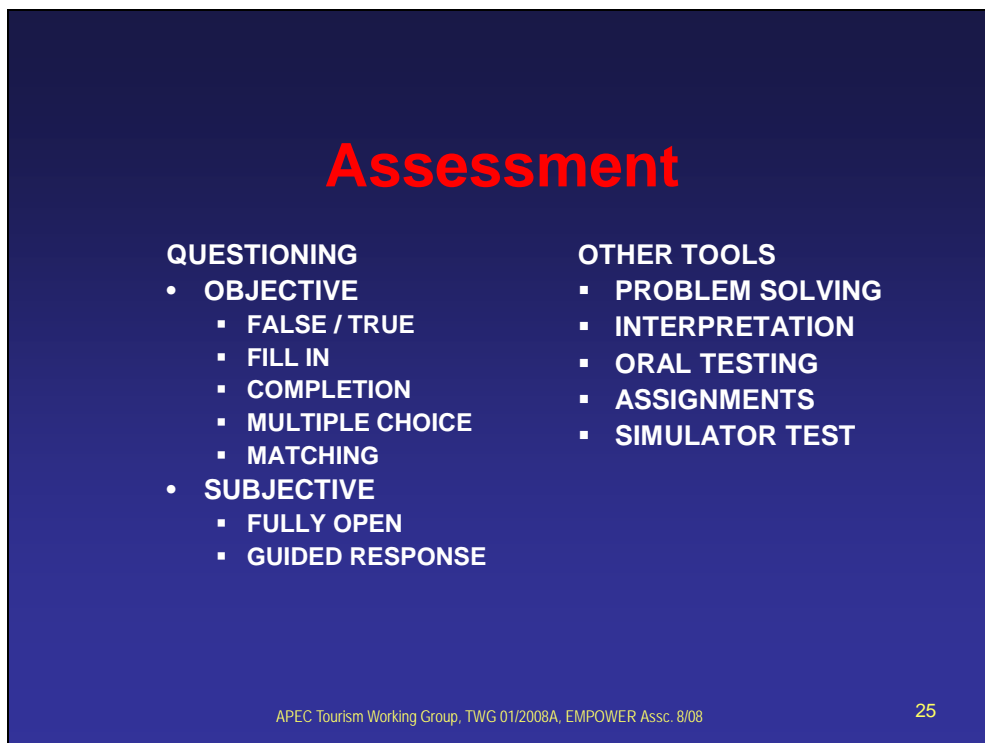 Assessment
QUESTIONING
• OBJECTIVE
▪ FALSE / TRUE
▪ FILL IN
▪ COMPLETION
▪ MULTIPLE CHOICE
▪ MATCHING
• SUBJECTIVE
▪ FULLY OPEN
▪ GUIDED RESPONSE
OTHER TOOLS
▪ PROBLEM SOLVING
▪ INTERPRETATION
▪ ORAL TESTING
▪ ASSIGNMENTS
▪ SIMULATOR TEST
APEC Tourism Working Group, TWG 01/2008A, EMPOWER Assc. 8/08
25